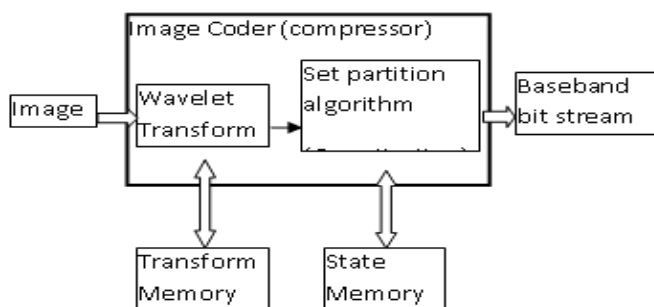 Image Coder (compressor)
Image
Wavelet
Transform
Set partition
algorithm
Baseband
bit stream
Transform
Memory
State
Memory